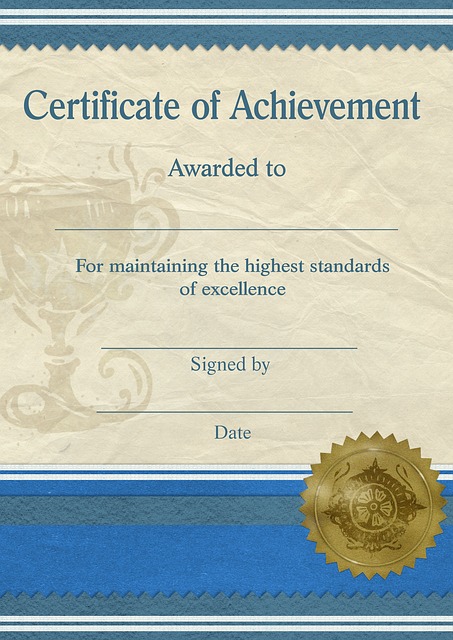 Certificate of Achievement
Awarded to
For maintaining the highest standards
of excellence
Signed by
Date